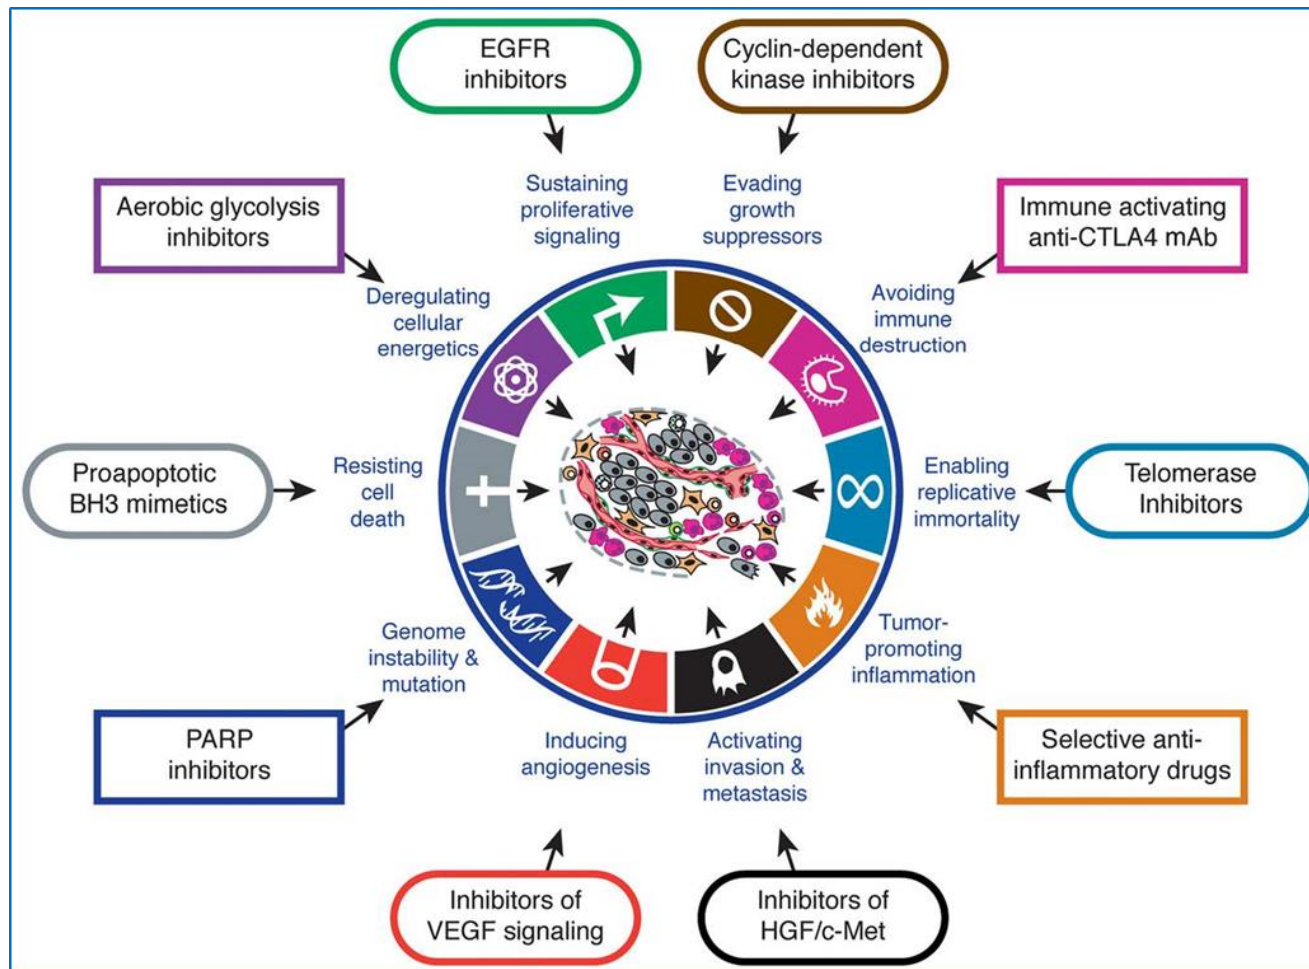 EGFR
inhibitors
Cyclin-dependent
kinase inhibitors
Aerobic glycolysis
inhibitors
Sustaining
proliferative
signaling
Evading
growth
suppressors
Immune activating
anti-CTLA4 mAb
Deregulating
cellular
energetics
Avoiding
immune
destruction
Proapoptotic
BH3 mimetics
Resisting
cell
death
Enabling
replicative
immortality
Telomerase
Inhibitors
Genome
instability &
mutation
Tumor-
promoting
inflammation
PARP
inhibitors
Inducing
angiogenesis
Activating
invasion &
metastasis
Selective anti-
inflammatory drugs
Inhibitors of
VEGF signaling
Inhibitors of
HGF/c-Met